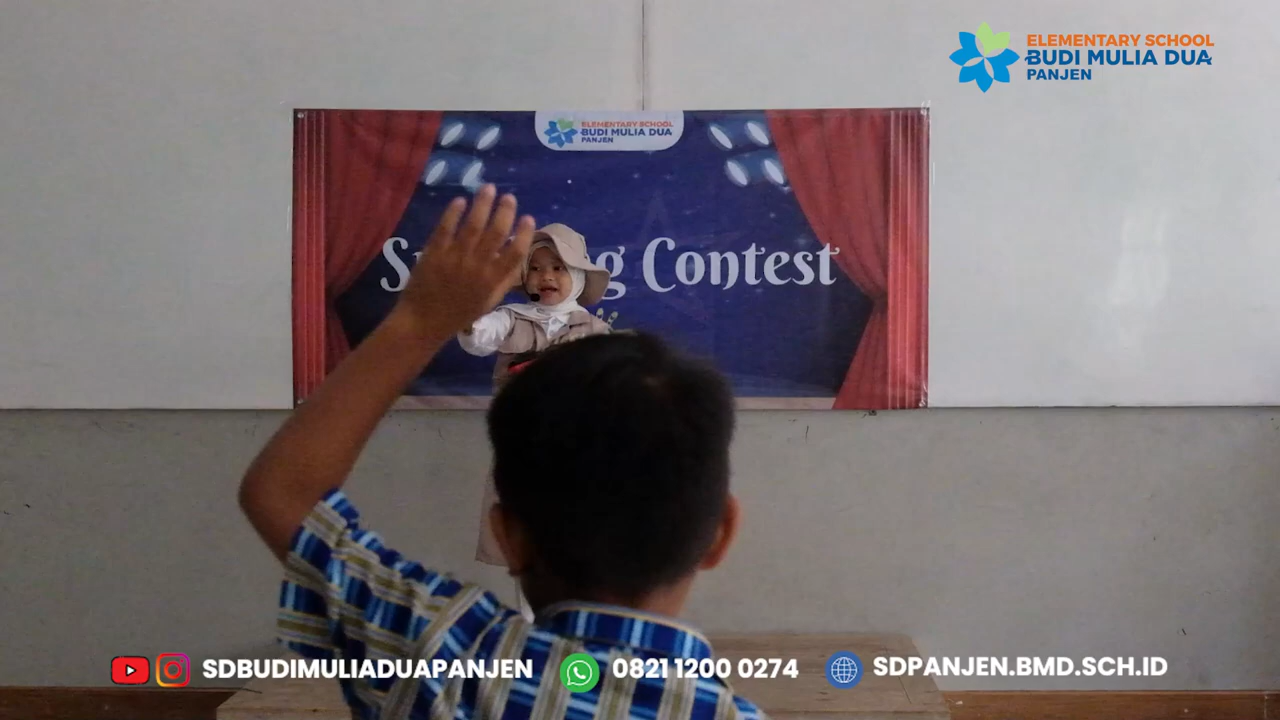 ELEMENTARY SCHOOL
BUDI MULIA DUA
PANJEN
ELEMENTARY SCHOOL
BUDI MULIA DUA
PANJEN
Contest
SDBUDIMULIADUAPANJEN
0821 1200 0274
SDPANJEN.BMD.SCH.ID